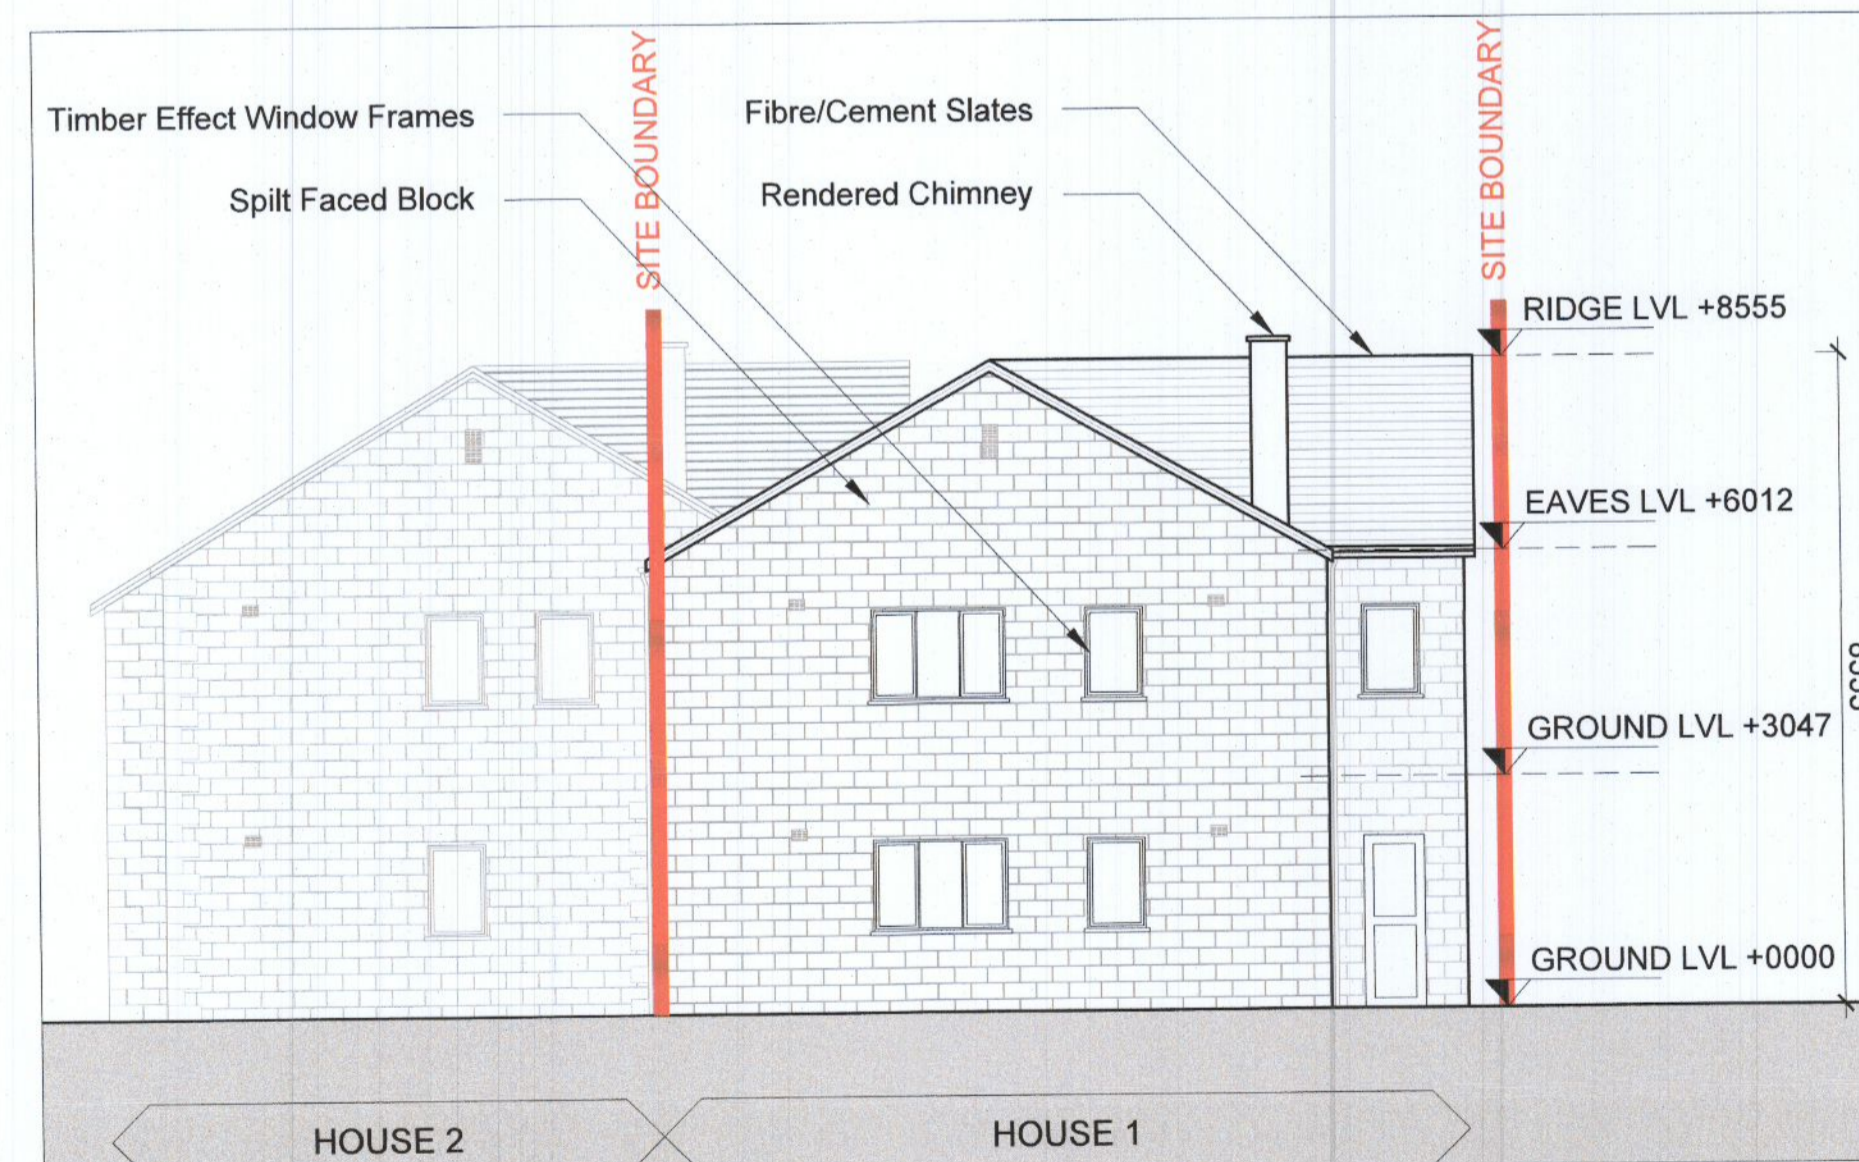 SITE BOUNDARY
SITE BOUNDARY
Timber Effect Window Frames
Fibre/Cement Slates
Spilt Faced Block
Rendered Chimney
RIDGE LVL +8555
EAVES LVL +6012
GROUND LVL +3047
GROUND LVL +0000
HOUSE 2
HOUSE 1